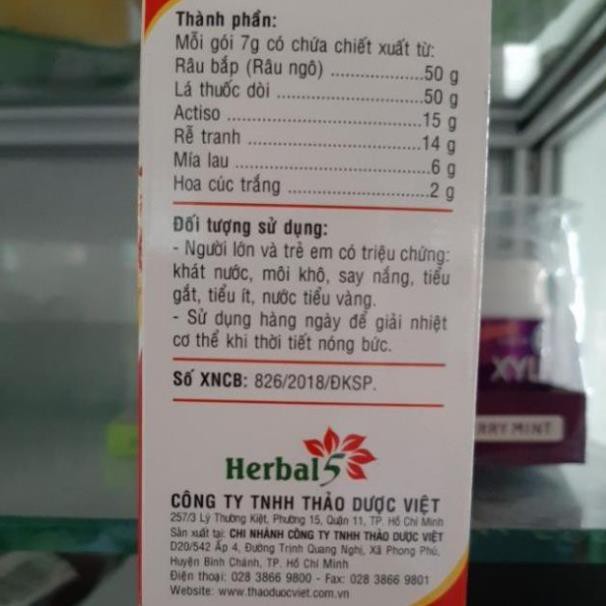 Thành phần:
Mỗi gói 7g có chứa chiết xuất từ:
Râu bắp (Râu ngô) ..................50 g
Lá thuốc dòi ............................50 g
Actiso ....................................15 g
Rễ tranh .................................14 g
Mía lau ....................................6 g
Hoa cúc trắng ..........................2 g
Đối tượng sử dụng:
- Người lớn và trẻ em có triệu chứng:
khát nước, môi khô, say nắng, tiểu
gắt, tiểu ít, nước tiểu vàng.
- Sử dụng hàng ngày để giải nhiệt
cơ thể khi thời tiết nóng bức.
Số XNCB: 826/2018/ĐKSP.
Herbal5
CÔNG TY TNHH THẢO DƯỢC VIỆT
257/3 Lý Thường Kiệt, Phường 15, Quận 11, TP. Hồ Chí Minh
Sản xuất tại: CHI NHÁNH CÔNG TY TNHH THẢO DƯỢC VIỆT
D20/542 Ấp 4, Đường Trịnh Quang Nghị, Xã Phong Phú,
Huyện Bình Chánh, TP. Hồ Chí Minh
Điện thoại: 028 3866 9800 - Fax: 028 3866 9801
Website: www.thaoduocviet.com.vn
XYL
RRY MINT